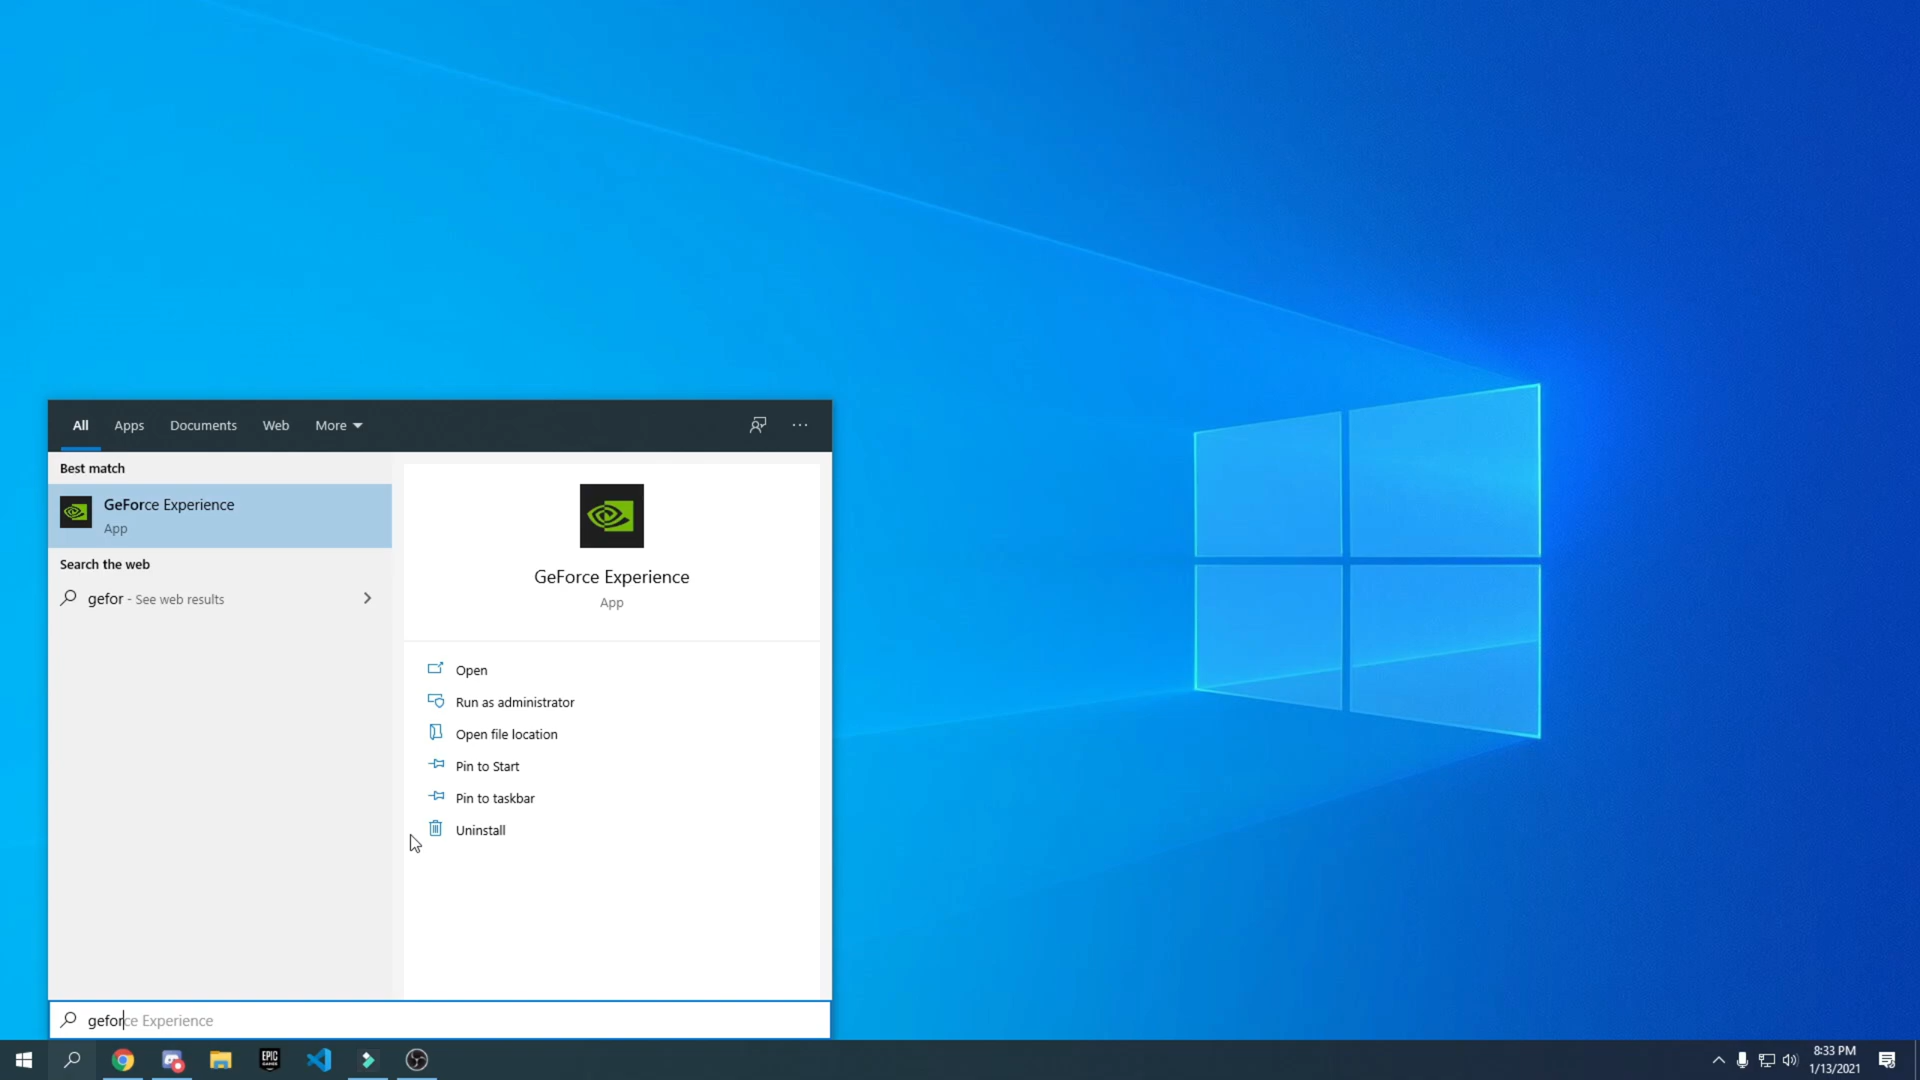 All Apps Documents Web More
Best match
GeForce Experience
App
Search the web
gefor - See web results
GeForce Experience
App
Open
Run as administrator
Open file location
Pin to Start
Pin to taskbar
Uninstall
geforce Experience
EPIC
GAMES
8:33 PM
1/13/2021